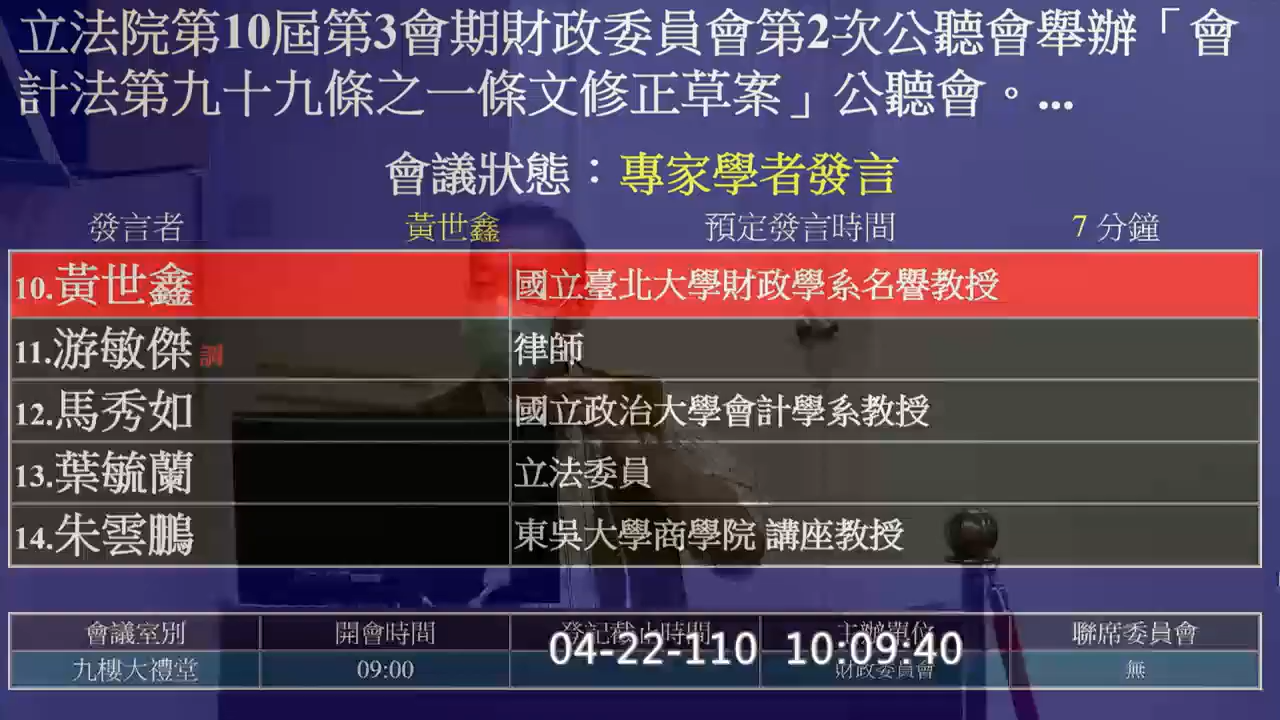 立法院第10屆第3會期財政委員會第2次公聽會舉辦「會
計法第九十九條之一條文修正草案」公聽會。...
會議狀態：專家學者發言
發言者 黃世鑫 預定發言時間 7 分鐘
10.黃世鑫 國立臺北大學財政學系名譽教授
11.游敏傑 調 律師
12.馬秀如 國立政治大學會計學系教授
13.葉毓蘭 立法委員
14.朱雲鵬 東吳大學商學院 講座教授
會議室別 開會時間 登記截止時間 主辦單位 聯席委員會
04-22-110 10:09:40
九樓大禮堂 09:00 財政委員會 無